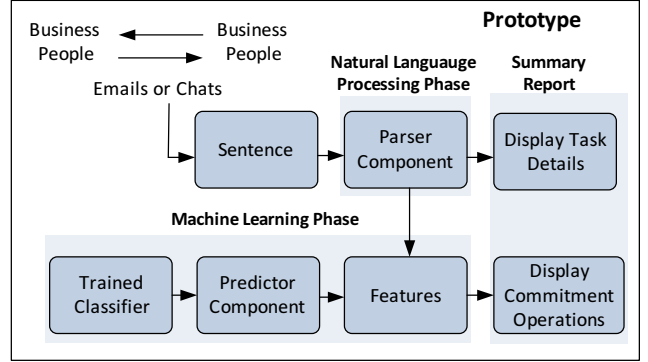 Prototype
Business
People
Business
People
Emails or Chats
Natural Languauge
Processing Phase
Summary
Report
Sentence
Parser
Component
Display Task
Details
Machine Learning Phase
Trained
Classifier
Predictor
Component
Features
Display
Commitment
Operations